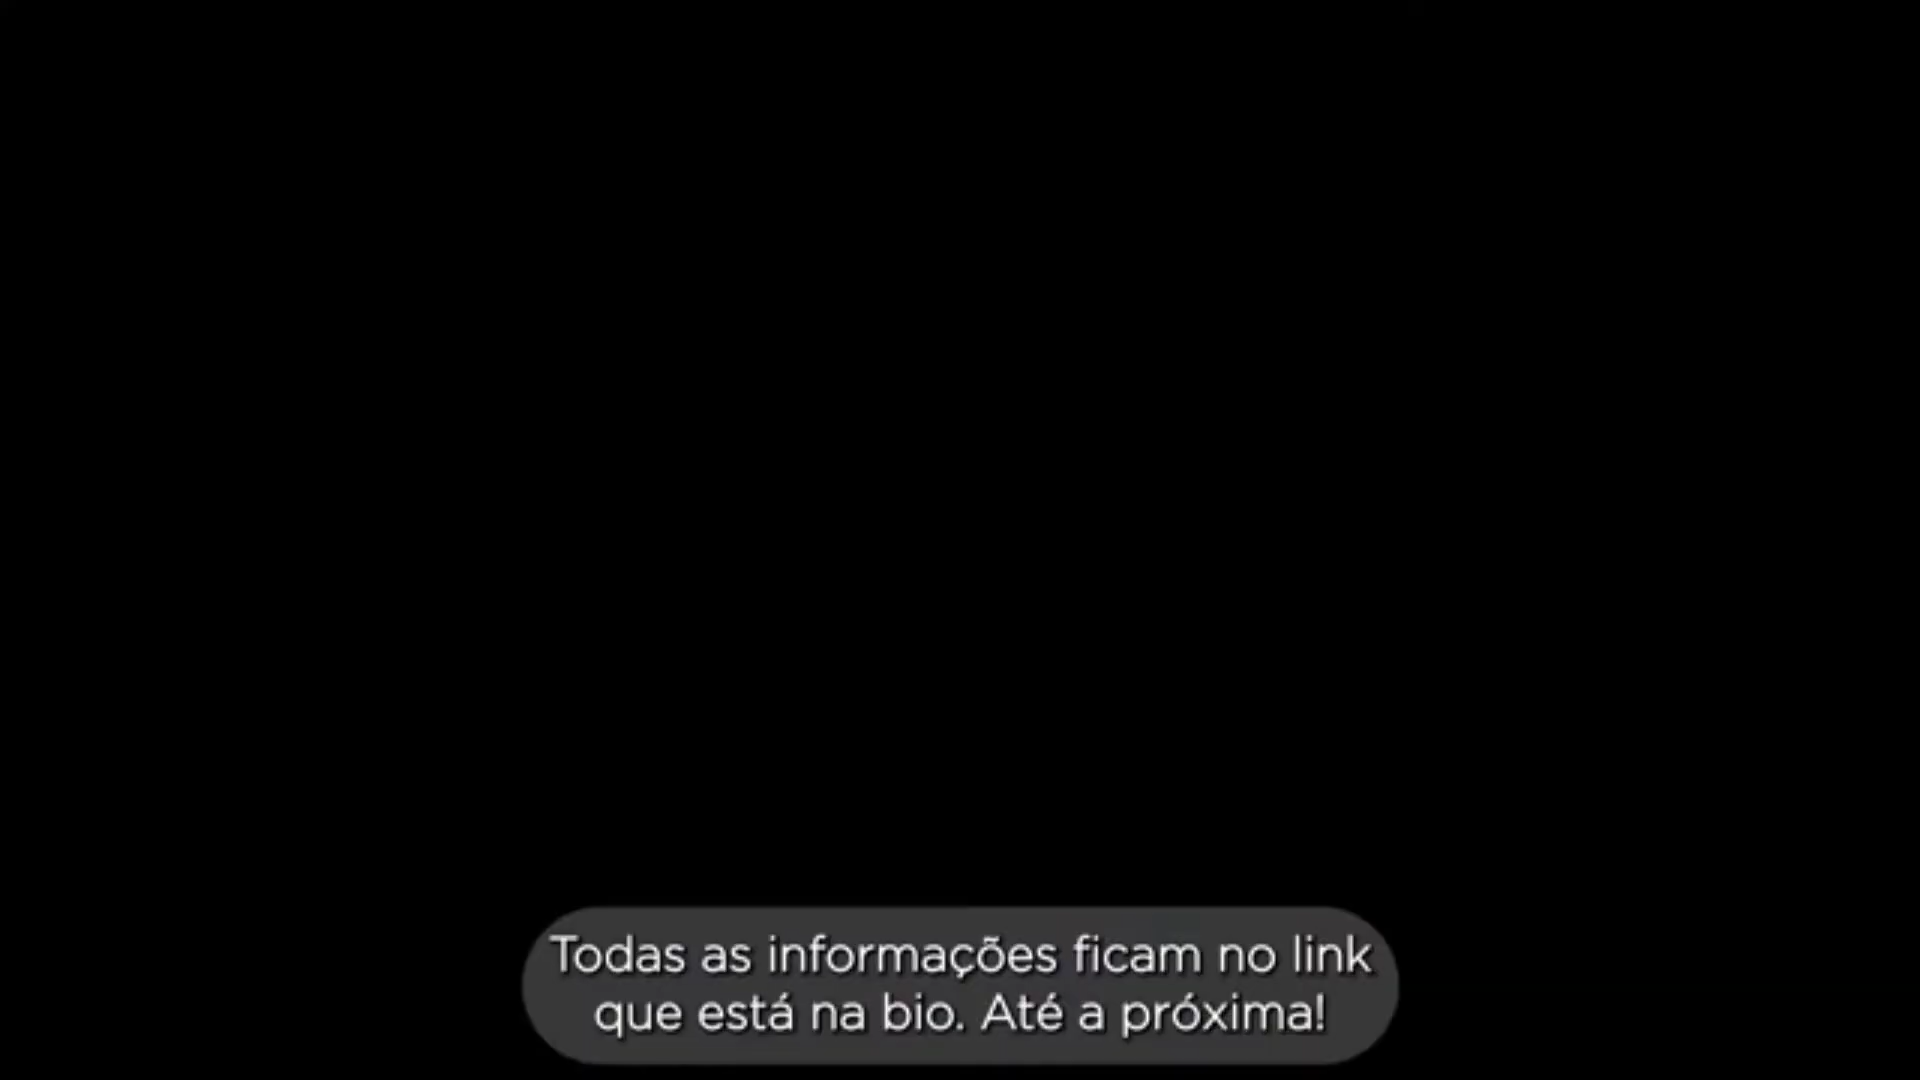 Todas as informações ficam no link
que está na bio. Até a próxima!